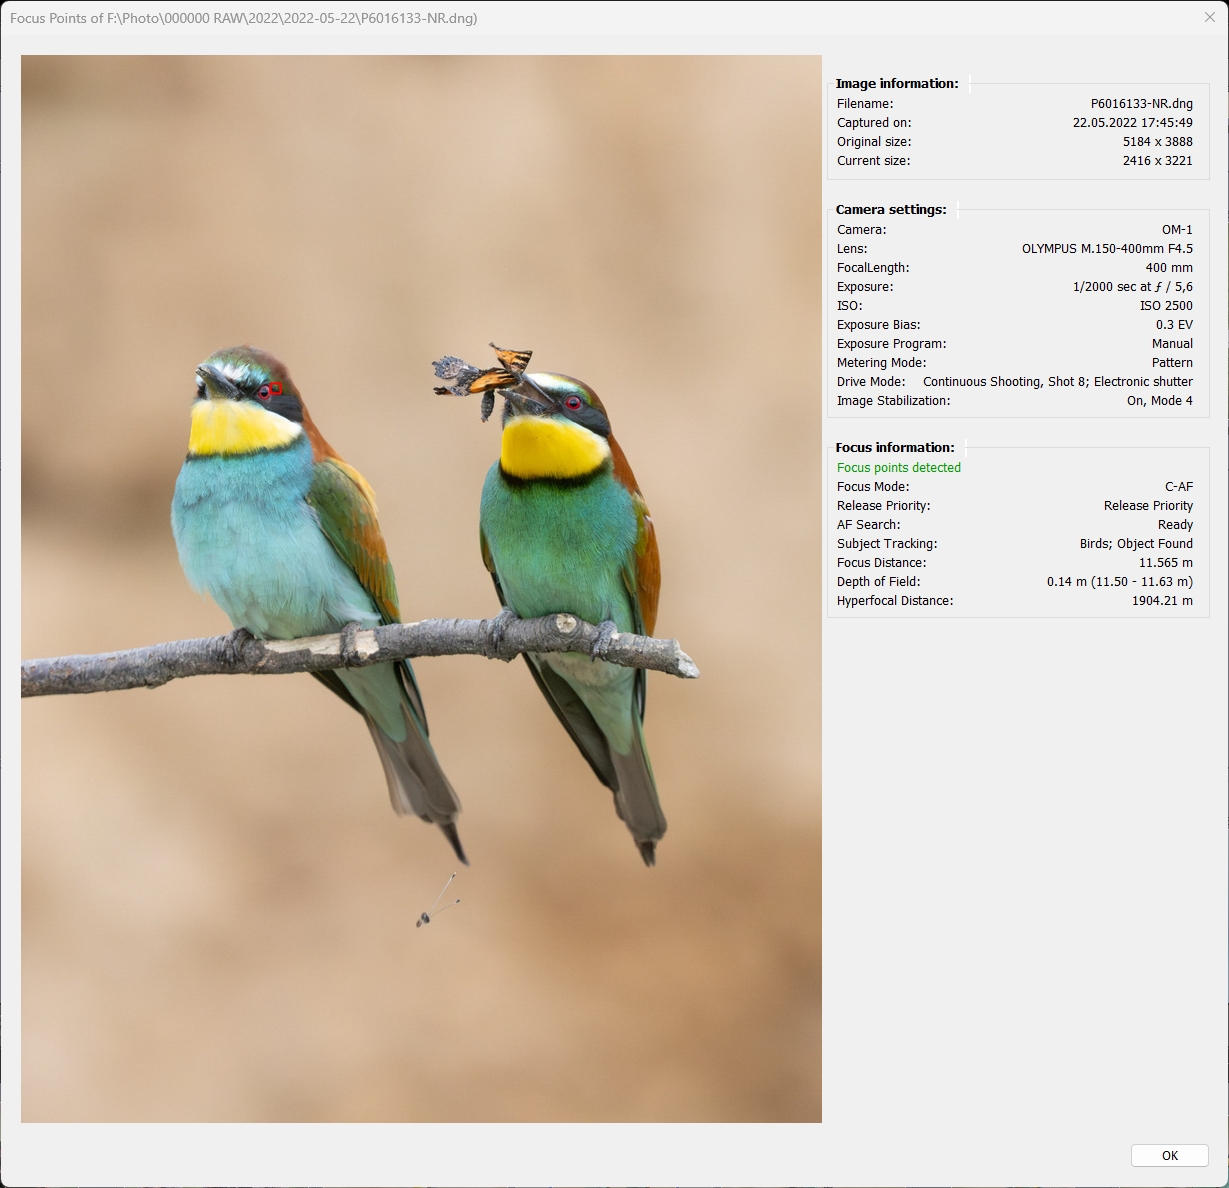 Focus Points of F:\Photo\000000 RAW\2022\2022-05-22\P6016133-NR.dng)
Image information:
Filename: P6016133-NR.dng
Captured on: 22.05.2022 17:45:49
Original size: 5184 x 3888
Current size: 2416 x 3221
Camera settings:
Camera: OM-1
Lens: OLYMPUS M.150-400mm F4.5
FocalLength: 400 mm
Exposure: 1/2000 sec at ƒ / 5,6
ISO: ISO 2500
Exposure Bias: 0.3 EV
Exposure Program: Manual
Metering Mode: Pattern
Drive Mode: Continuous Shooting, Shot 8; Electronic shutter
Image Stabilization: On, Mode 4
Focus information:
Focus points detected
Focus Mode: C-AF
Release Priority: Release Priority
AF Search: Ready
Subject Tracking: Birds; Object Found
Focus Distance: 11.565 m
Depth of Field: 0.14 m (11.50 - 11.63 m)
Hyperfocal Distance: 1904.21 m
OK